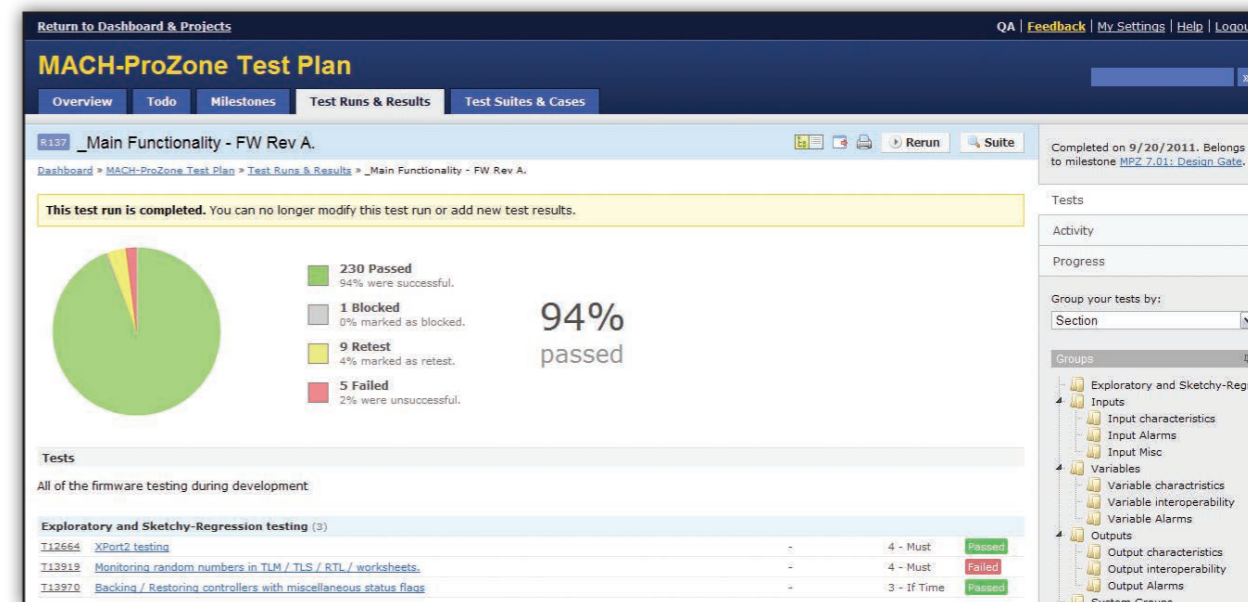 Return to Dashboard & Projects
QA | Feedback | My Settings | Help | Logou
MACH-ProZone Test Plan
Overview Todo Milestones Test Runs & Results Test Suites & Cases
R137 _Main Functionality - FW Rev A.
Rerun Suite
Dashboard » MACH-ProZone Test Plan » Test Runs & Results » _Main Functionality - FW Rev A.
This test run is completed. You can no longer modify this test run or add new test results.
230 Passed
94% were successful.
1 Blocked
0% marked as blocked.
9 Retest
4% marked as retest.
5 Failed
2% were unsuccessful.
94%
passed
Tests
All of the firmware testing during development
Exploratory and Sketchy-Regression testing (3)
T12664 XPort2 testing - 4 - Must Passed
T13919 Monitoring random numbers in TLM / TLS / RTL / worksheets. - 4 - Must Failed
T13970 Backing / Restoring controllers with miscellaneous status flags - 3 - If Time Passed
Completed on 9/20/2011. Belongs
to milestone MPZ 7.01: Design Gate.
Tests
Activity
Progress
Group your tests by:
Section
Groups
Exploratory and Sketchy-Reg
Inputs
Input characteristics
Input Alarms
Input Misc
Variables
Variable charactristics
Variable interoperability
Variable Alarms
Outputs
Output characteristics
Output interoperability
Output Alarms
System Groups